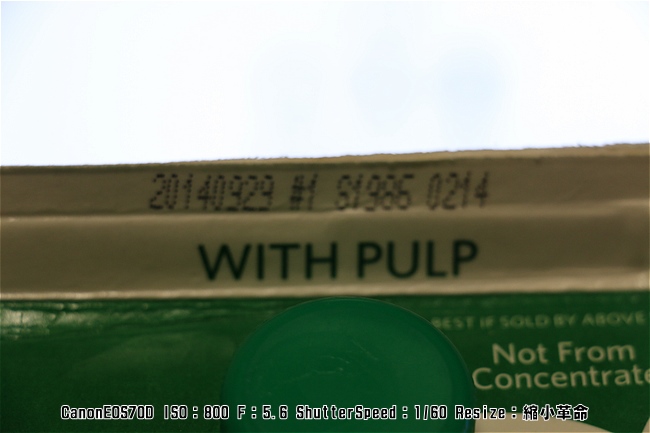 20140929 #1 S1986 0214
WITH PULP
BEST IF SOLD BY ABOVE
Not From
Concentrate
CanonEOS70D ISO：800 F：5.6 ShutterSpeed：1/60 Resize：縮小革命